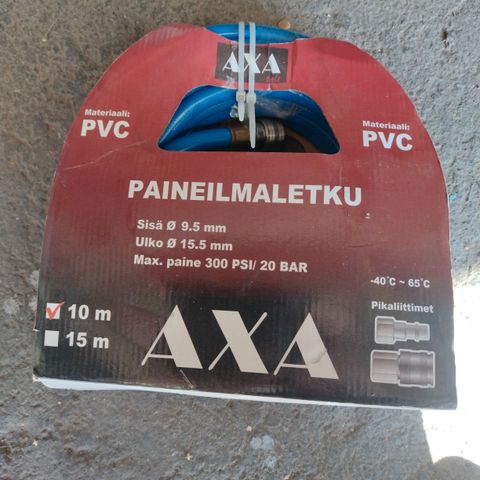 AXA
Materiaali:
PVC
Materiaali:
PVC
PAINEILMALETKU
Sisä Ø 9.5 mm
Ulko Ø 15.5 mm
Max. paine 300 PSI/ 20 BAR
-40°C ~ 65°C
Pikaliittimet
10 m
15 m
AXA